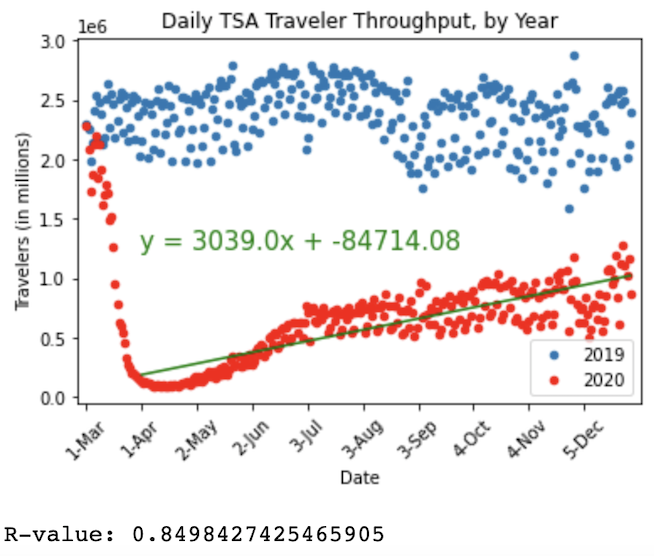 Daily TSA Traveler Throughput, by Year
1e6
3.0
2.5
2.0
1.5
1.0
0.5
0.0
Travelers (in millions)
y = 3039.0x + -84714.08
2019
2020
1-Mar
1-Apr
2-May
2-Jun
3-Jul
3-Aug
3-Sep
4-Oct
4-Nov
5-Dec
Date
R-value: 0.8498427425465905